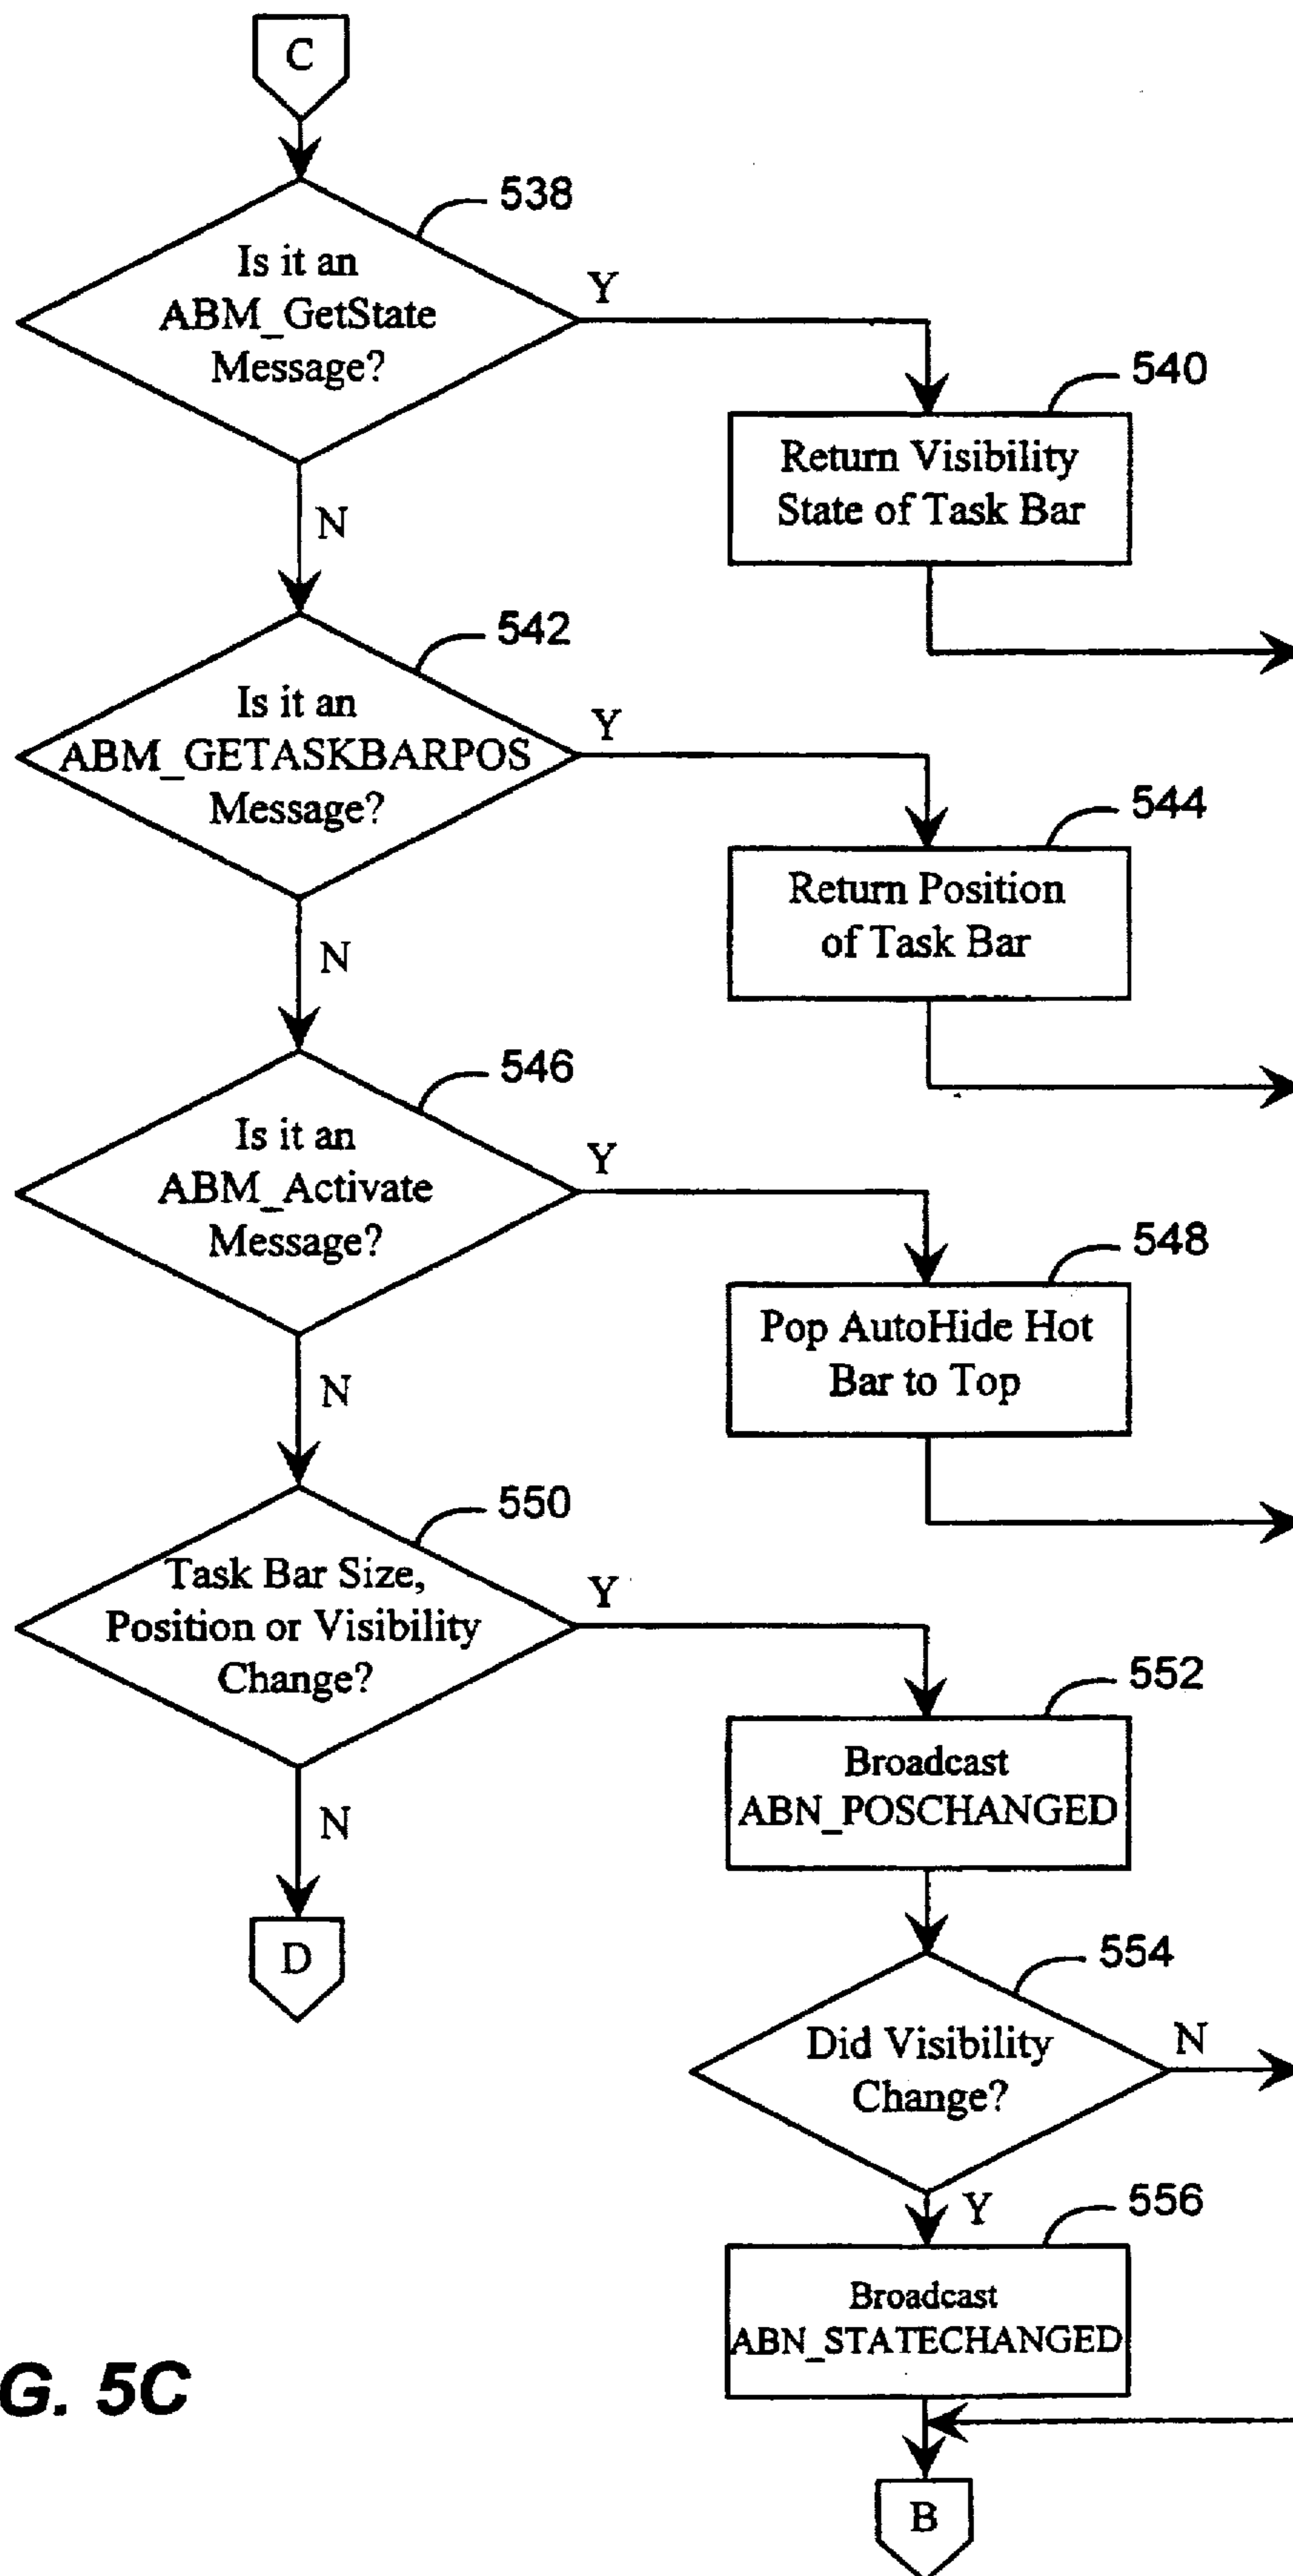 C
538
Is it an
ABM_GetState
Message?
Y
540
Return Visibility
State of Task Bar
N
542
Is it an
ABM_GETASKBARPOS
Message?
Y
544
Return Position
of Task Bar
N
546
Is it an
ABM_Activate
Message?
Y
548
Pop AutoHide Hot
Bar to Top
N
550
Task Bar Size,
Position or Visibility
Change?
Y
552
Broadcast
ABN_POSCHANGED
N
D
554
Did Visibility
Change?
N
Y
556
Broadcast
ABN_STATECHANGED
G. 5C
B